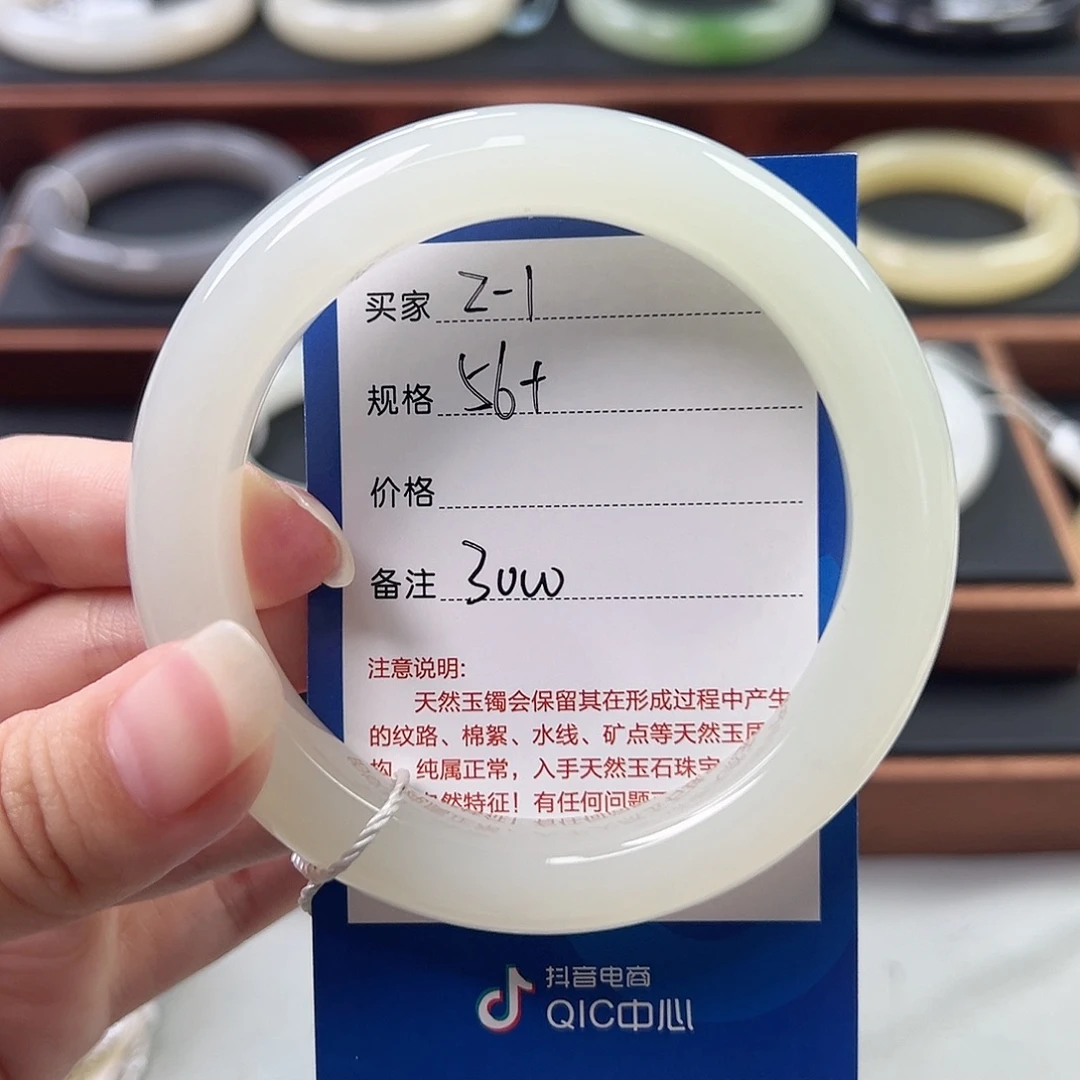 买家 Z-1
规格 56+
价格
备注 30W
注意说明:
天然玉镯会保留其在形成过程中产生
的纹路、棉絮、水线、矿点等天然玉质
构 纯属正常，入手天然玉石珠宝
然特征！有任何问题
抖音电商
QIC中心